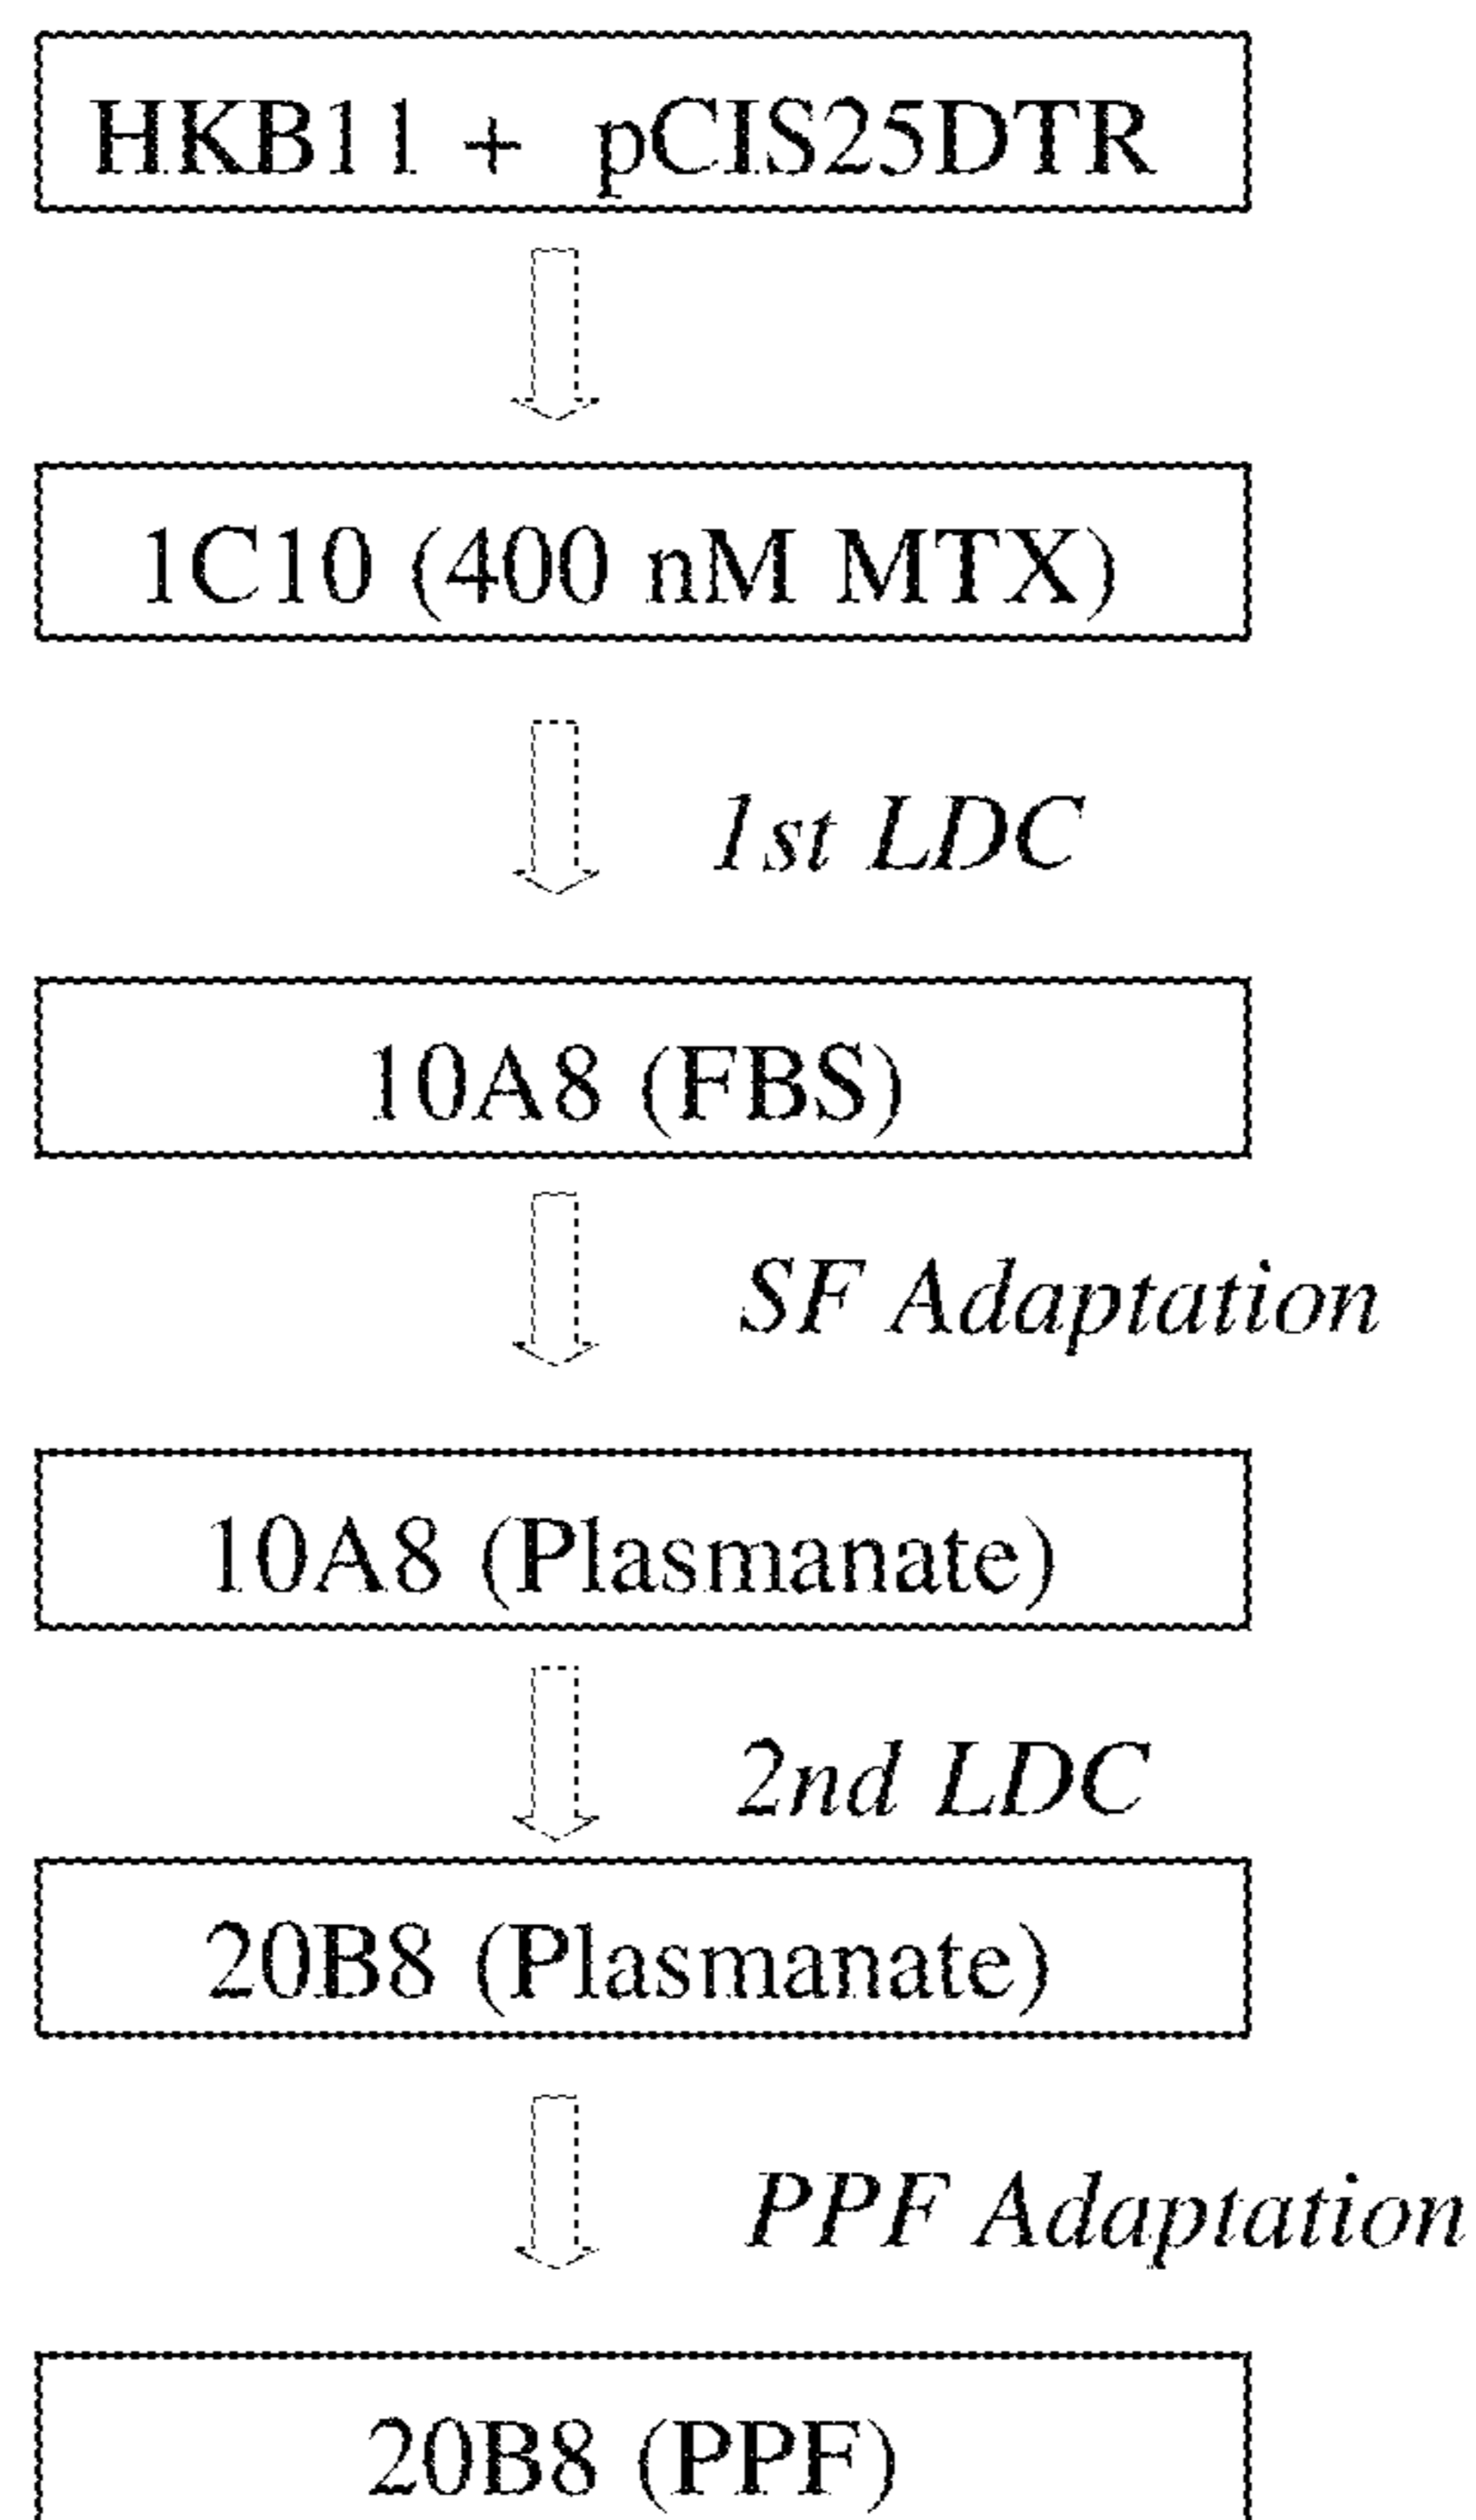 HKB11 + pCIS25DTR
1C10 (400 nM MTX)
1st LDC
10A8 (FBS)
SF Adaptation
10A8 (Plasmanate)
2nd LDC
20B8 (Plasmanate)
PPF Adaptation
20B8 (PPF)